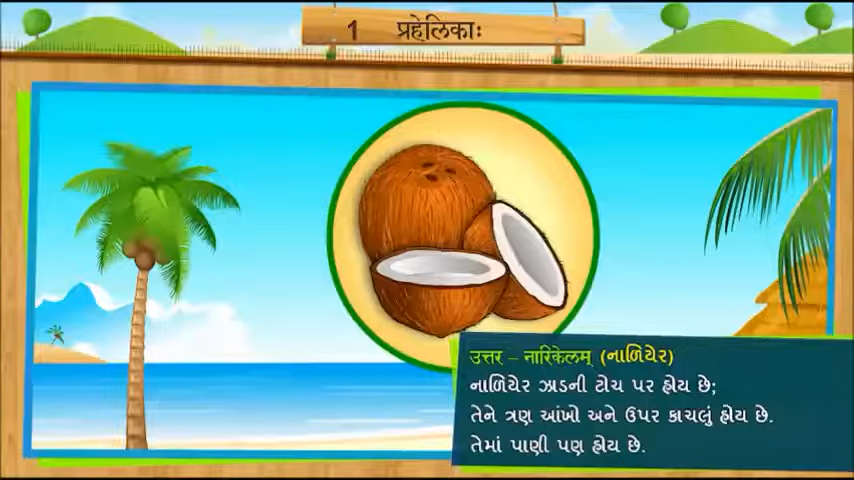 1 प्रहेलिकाः
उत्तर – नारिकेलम् (નાળિયેર)
નાળિયેર ઝાડની ટોચ પર હોય છે;
તેને ત્રણ આંખો અને ઉપર કાચલું હોય છે.
તેમાં પાણી પણ હોય છે.